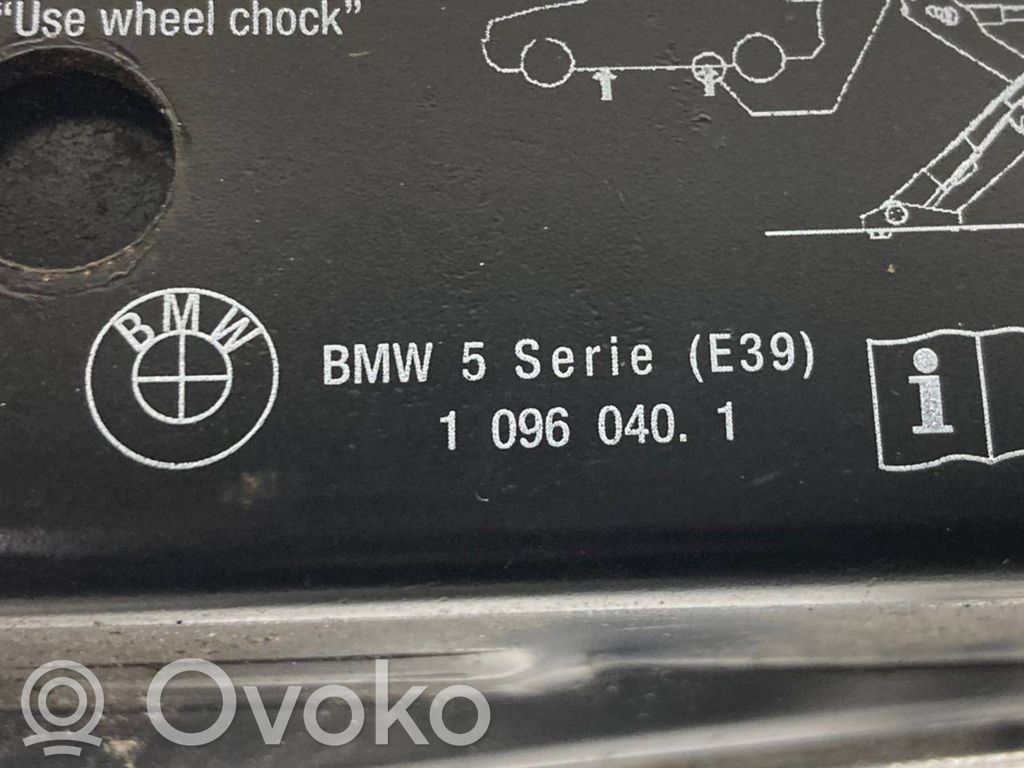 “Use wheel chock”
BMW
BMW 5 Serie (E39)
1 096 040. 1
i
Ovoko